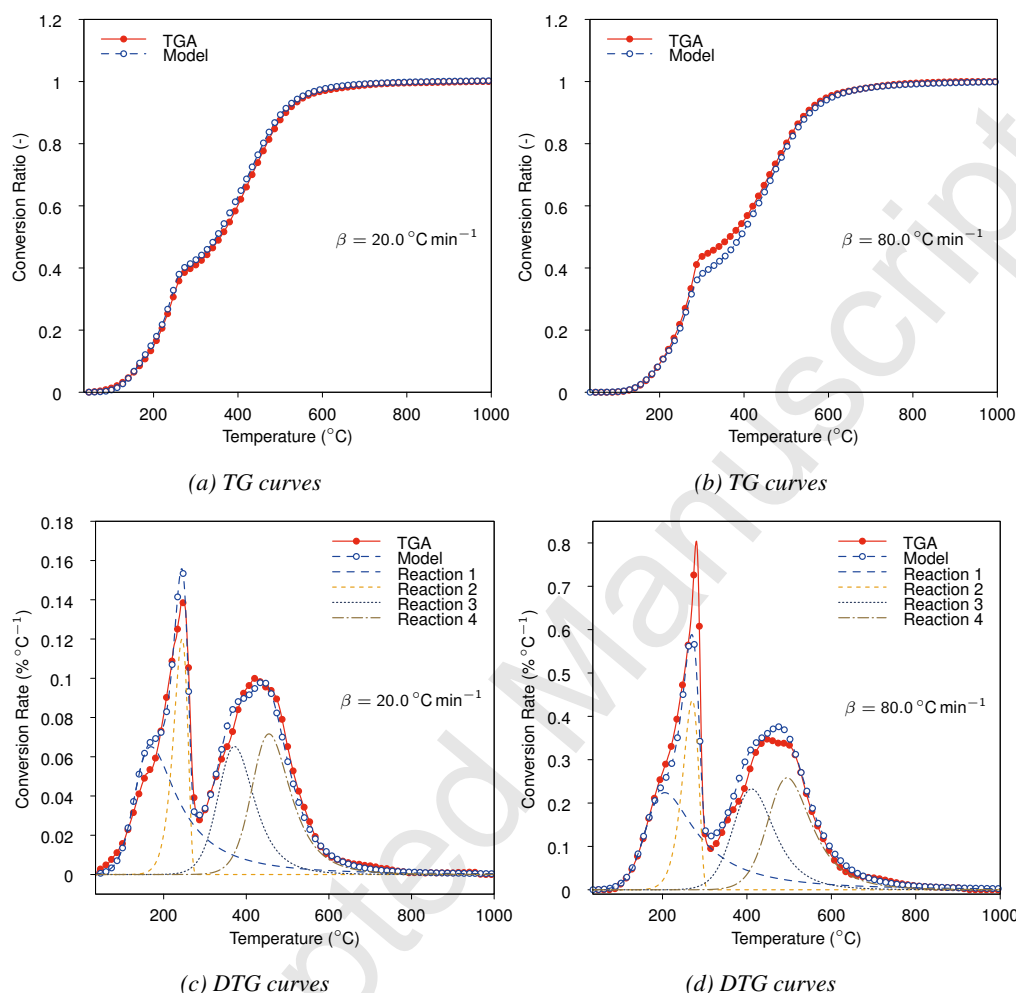 1.2
1
0.8
0.6
0.4
0.2
0
200
400
600
800
1000
Conversion Ratio (-)
Temperature (°C)
TGA
Model
β = 20.0 °C min⁻¹
(a) TG curves
1.2
1
0.8
0.6
0.4
0.2
0
200
400
600
800
1000
Conversion Ratio (-)
Temperature (°C)
TGA
Model
β = 80.0 °C min⁻¹
(b) TG curves
0.18
0.16
0.14
0.12
0.1
0.08
0.06
0.04
0.02
0
200
400
600
800
1000
Conversion Rate (% °C⁻¹)
Temperature (°C)
TGA
Model
Reaction 1
Reaction 2
Reaction 3
Reaction 4
β = 20.0 °C min⁻¹
(c) DTG curves
0.8
0.7
0.6
0.5
0.4
0.3
0.2
0.1
0
200
400
600
800
1000
Conversion Rate (% °C⁻¹)
Temperature (°C)
TGA
Model
Reaction 1
Reaction 2
Reaction 3
Reaction 4
β = 80.0 °C min⁻¹
(d) DTG curves
pted Manuscript